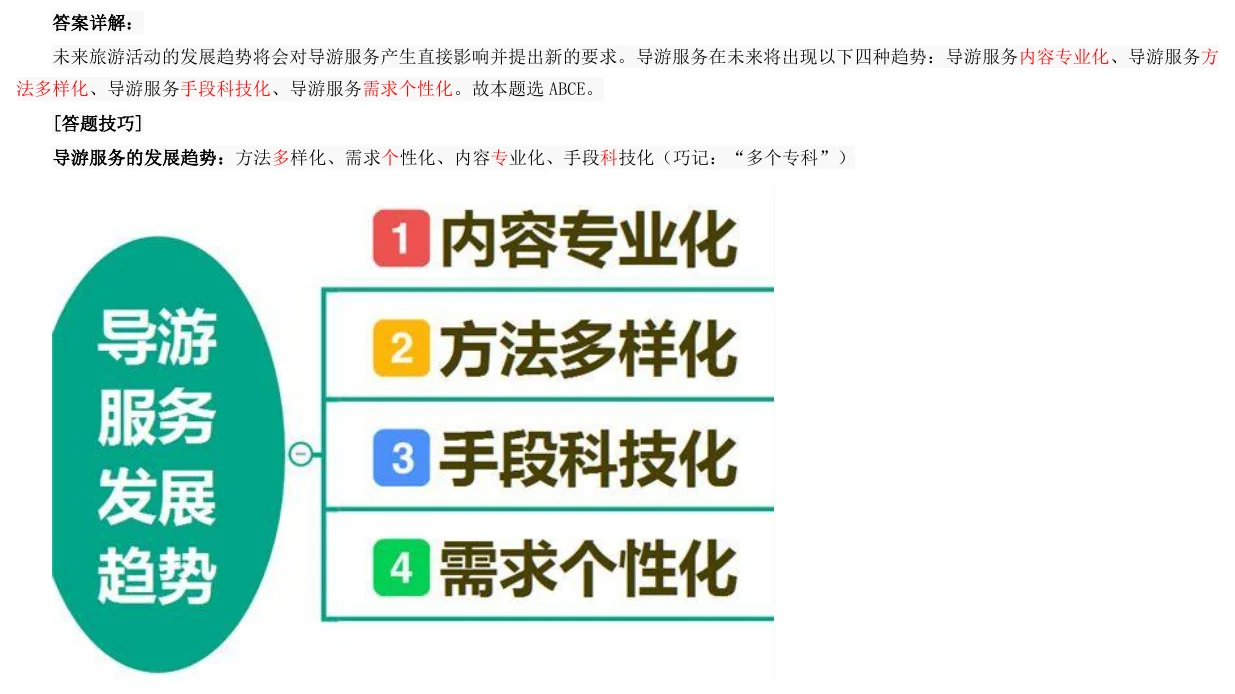 答案详解：
未来旅游活动的发展趋势将会对导游服务产生直接影响并提出新的要求。导游服务在未来将出现以下四种趋势：导游服务内容专业化、导游服务方
法多样化、导游服务手段科技化、导游服务需求个性化。故本题选 ABCE。
[答题技巧]
导游服务的发展趋势：方法多样化、需求个性化、内容专业化、手段科技化（巧记：“多个专科”）
导游
服务
发展
趋势
1 内容专业化
2 方法多样化
3 手段科技化
4 需求个性化